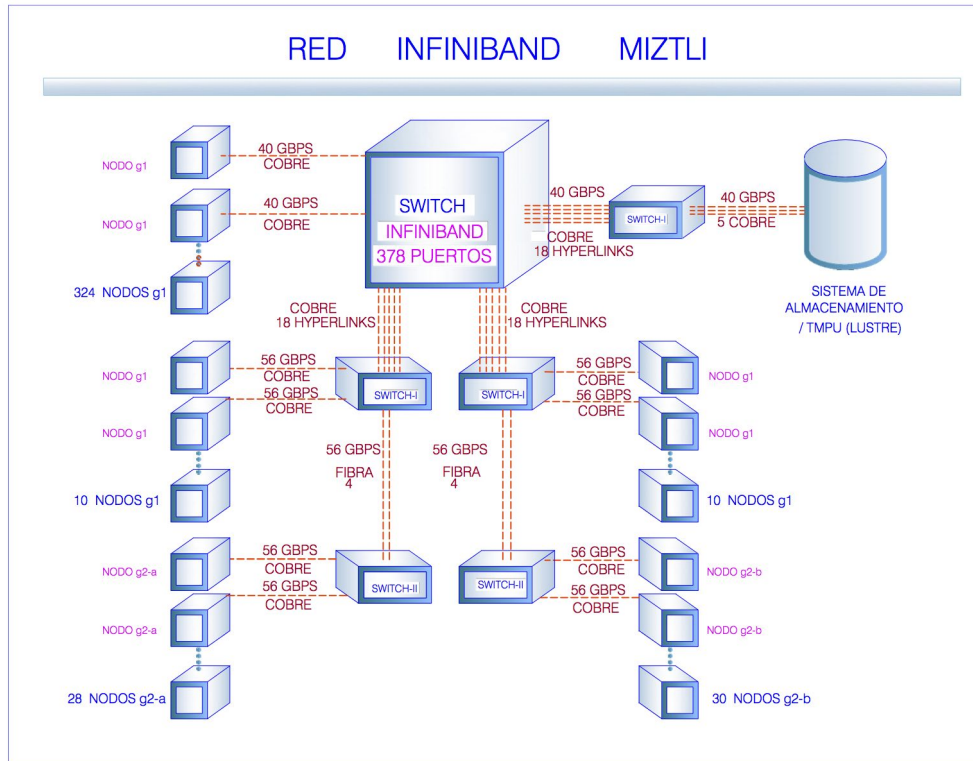 RED INFINIBAND MIZTLI
NODO g1
40 GBPS
COBRE
NODO g1
40 GBPS
COBRE
324 NODOS g1
SWITCH
INFINIBAND
378 PUERTOS
40 GBPS
COBRE
18 HYPERLINKS
SWITCH-I
40 GBPS
5 COBRE
SISTEMA DE
ALMACENAMIENTO
/ TMPU (LUSTRE)
COBRE
18 HYPERLINKS
COBRE
18 HYPERLINKS
NODO g1
56 GBPS
COBRE
NODO g1
56 GBPS
COBRE
10 NODOS g1
SWITCH-I
SWITCH-I
56 GBPS
COBRE
NODO g1
56 GBPS
COBRE
NODO g1
10 NODOS g1
56 GBPS
FIBRA
4
56 GBPS
FIBRA
4
NODO g2-a
56 GBPS
COBRE
NODO g2-a
56 GBPS
COBRE
28 NODOS g2-a
SWITCH-II
SWITCH-II
56 GBPS
COBRE
NODO g2-b
56 GBPS
COBRE
NODO g2-b
30 NODOS g2-b